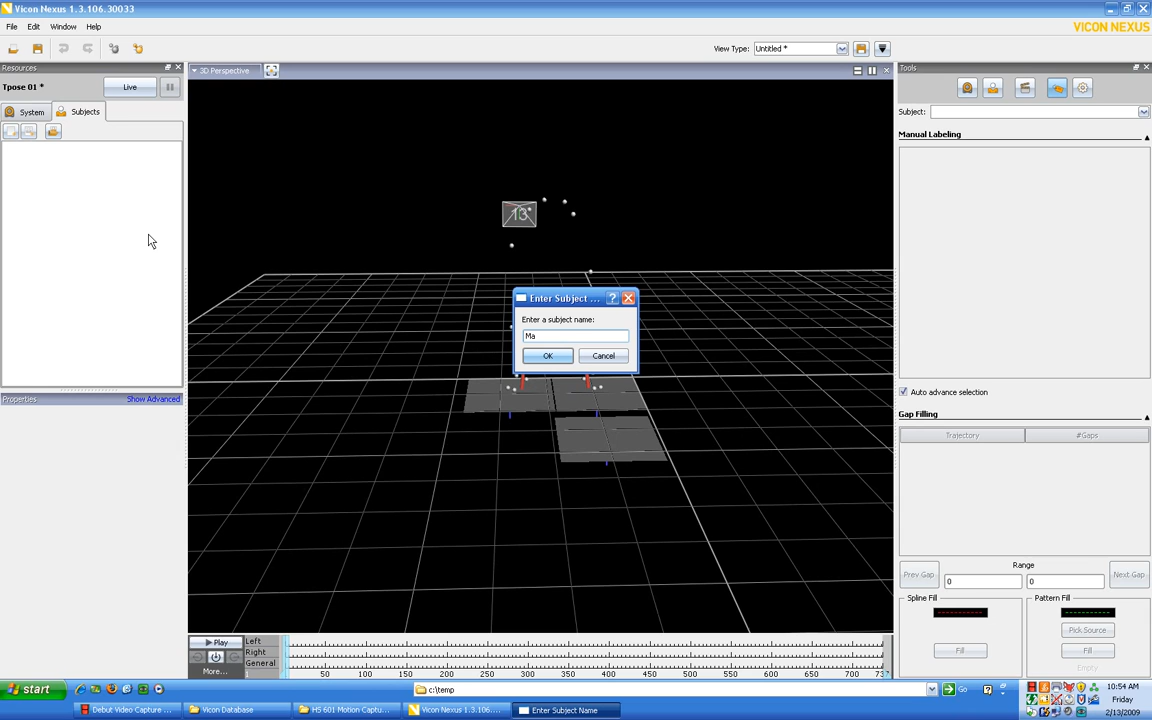 Vicon Nexus 1.3.106.30033
File Edit Window Help
VICON NEXUS
View Type: Untitled *
Resources
3D Perspective
Tools
Tpose 01 * Live
System Subjects
Subject:
Manual Labeling
13
Enter Subject ...
Enter a subject name:
Ma
OK Cancel
Auto advance selection
Properties Show Advanced
Gap Filling
Trajectory #Gaps
Range
Prev Gap 0 0 Next Gap
Spline Fill Pattern Fill
Pick Source
Fill Fill
Empty
Play Left
Right
General
More... 1 50 100 150 200 250 300 350 400 450 500 550 600 650 700 73
start c:\temp Go 10:54 AM
Friday
Debut Video Capture ... Vicon Database HS 601 Motion Captu... Vicon Nexus 1.3.106.... Enter Subject Name 2/13/2009